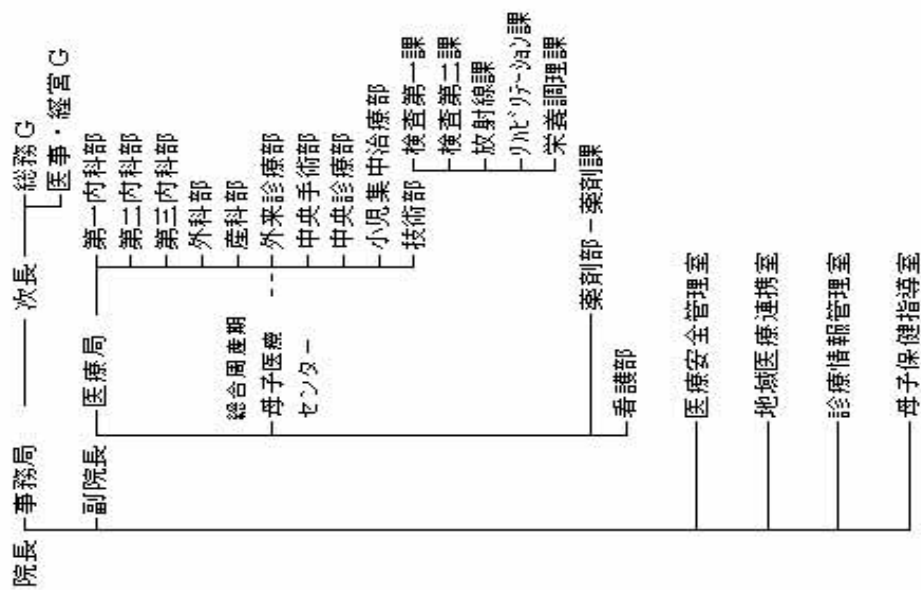 院長 事務局 次長 総務G
医事・経営G
副院長 医療局 第一内科部
第二内科部
第三内科部
外科部
産科部
総合周産期
母子医療
センター
外来診療部
中央手術部
中央診療部
小児集中治療部
技術部 検査第一課
検査第二課
放射線課
ﾘﾊﾋﾞﾘﾃｰｼｮﾝ課
栄養調理課
薬剤部 薬剤課
看護部
医療安全管理室
地域医療連携室
診療情報管理室
母子保健指導室